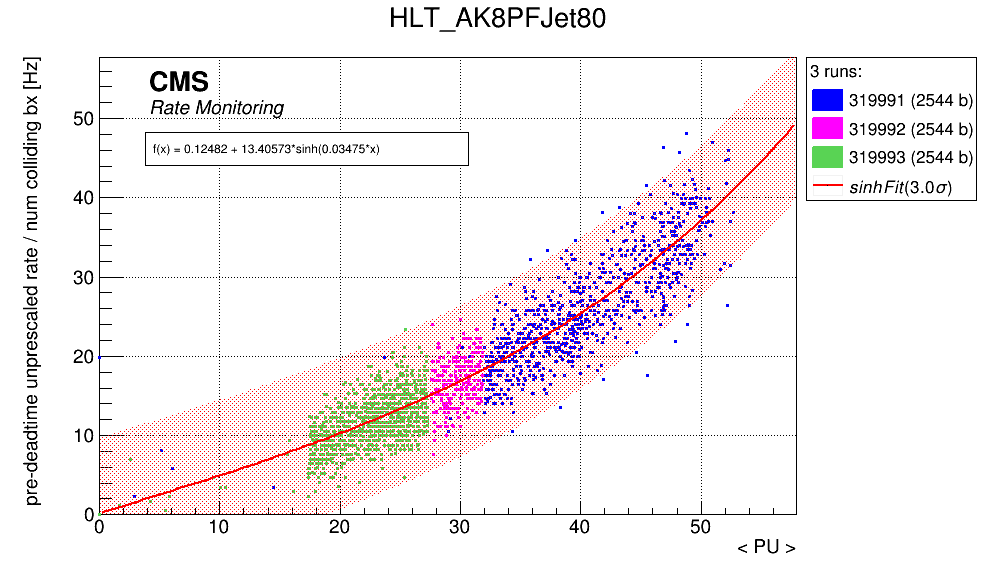 HLT_AK8PFJet80
pre-deadtime unprescaled rate / num colliding bx [Hz]
CMS
Rate Monitoring
f(x) = 0.12482 + 13.40573*sinh(0.03475*x)
50
40
30
20
10
0
0 10 20 30 40 50
< PU >
3 runs:
319991 (2544 b)
319992 (2544 b)
319993 (2544 b)
sinhFit(3.0σ)